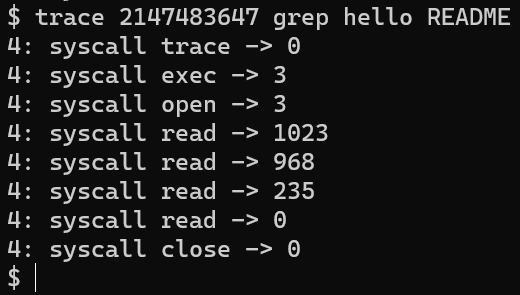 $ trace 2147483647 grep hello README
4: syscall trace -> 0
4: syscall exec -> 3
4: syscall open -> 3
4: syscall read -> 1023
4: syscall read -> 968
4: syscall read -> 235
4: syscall read -> 0
4: syscall close -> 0
$